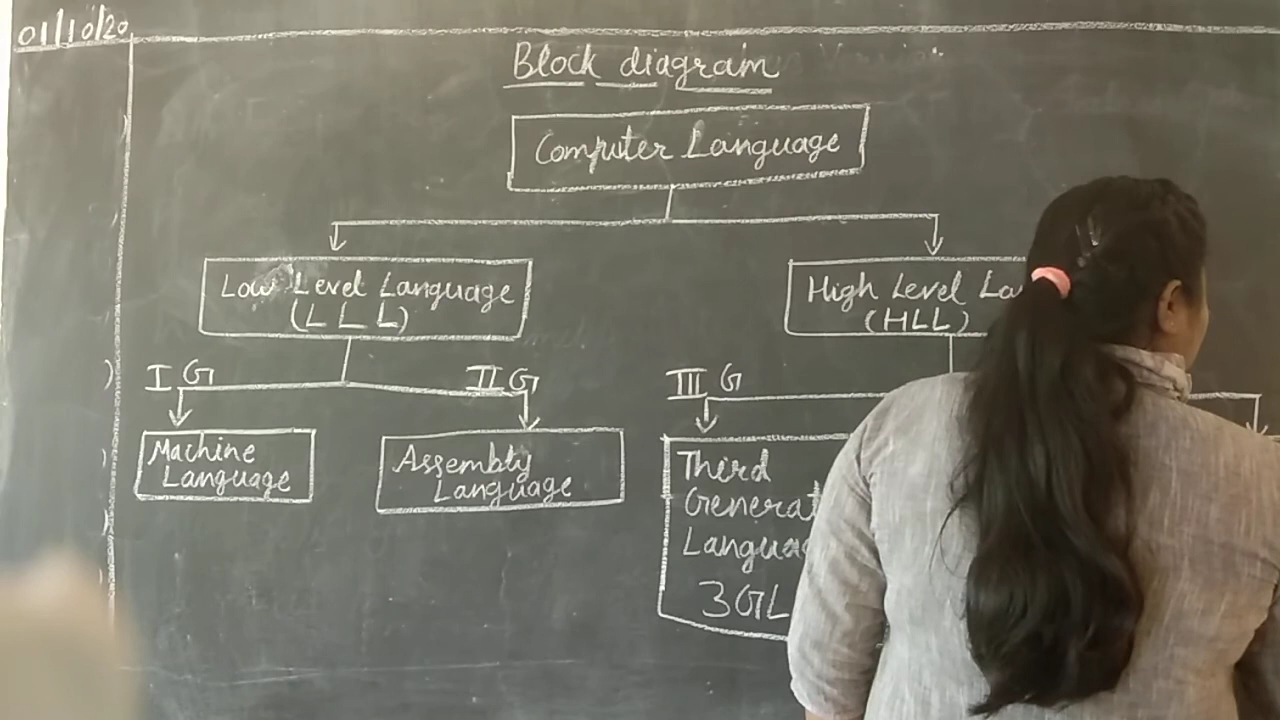 01/10/20
Block diagram
Computer Language
Low Level Language
(LLL)
High Level
(HLL)
I G
II G
III G
Machine
Language
Assembly
Language
Third
3GL